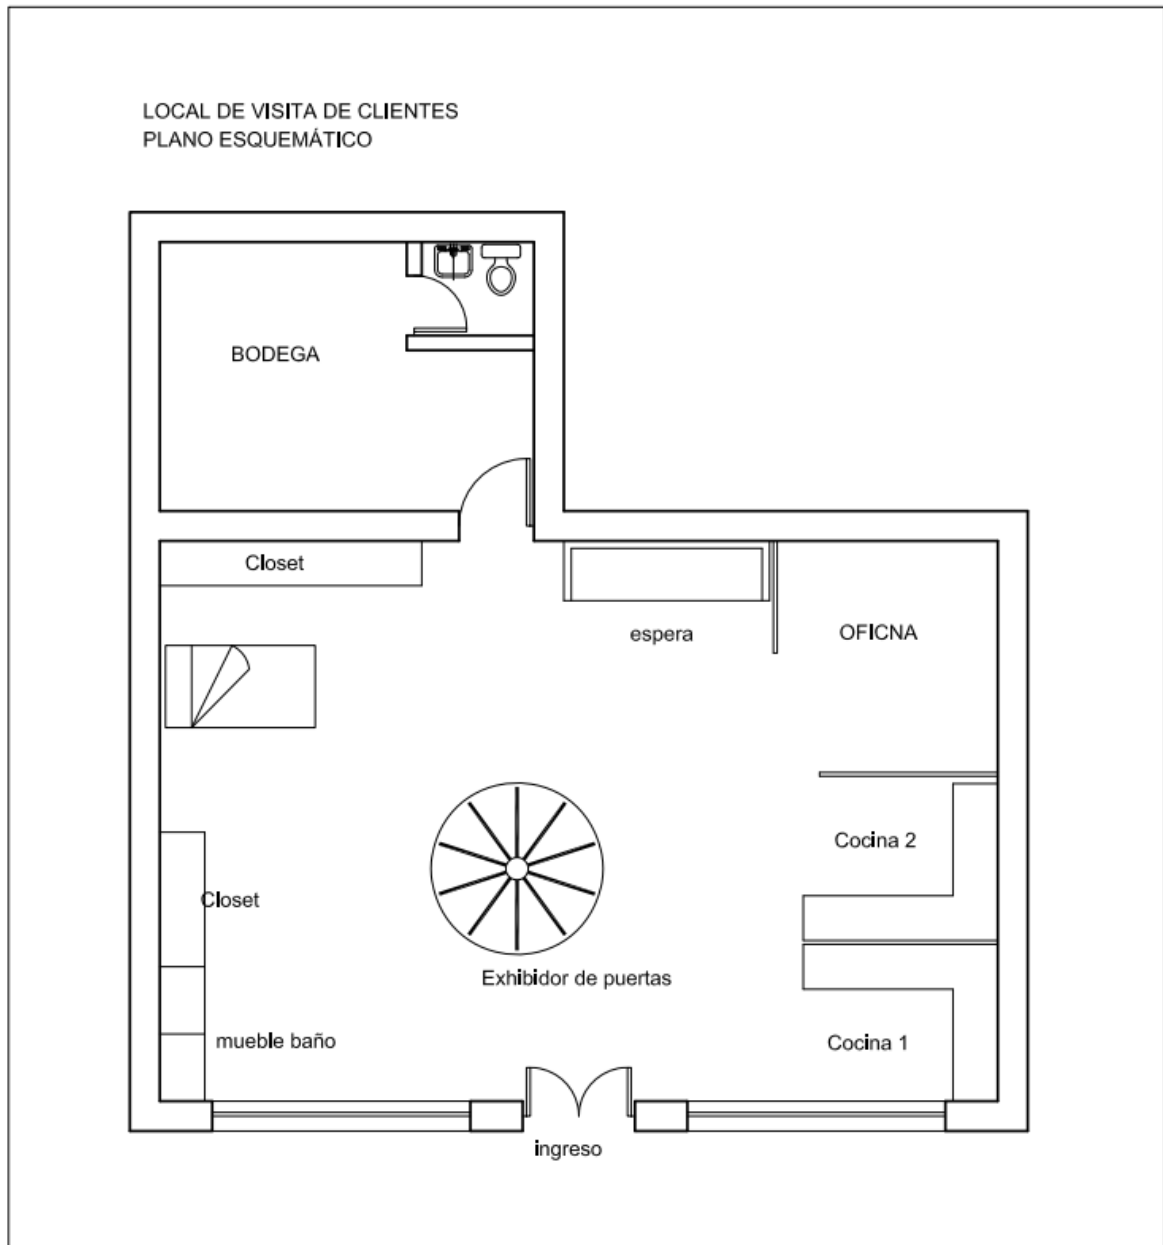 LOCAL DE VISITA DE CLIENTES
PLANO ESQUEMÁTICO
BODEGA
Closet
espera
OFICNA
Cocina 2
Closet
Exhibidor de puertas
mueble baño
Cocina 1
ingreso